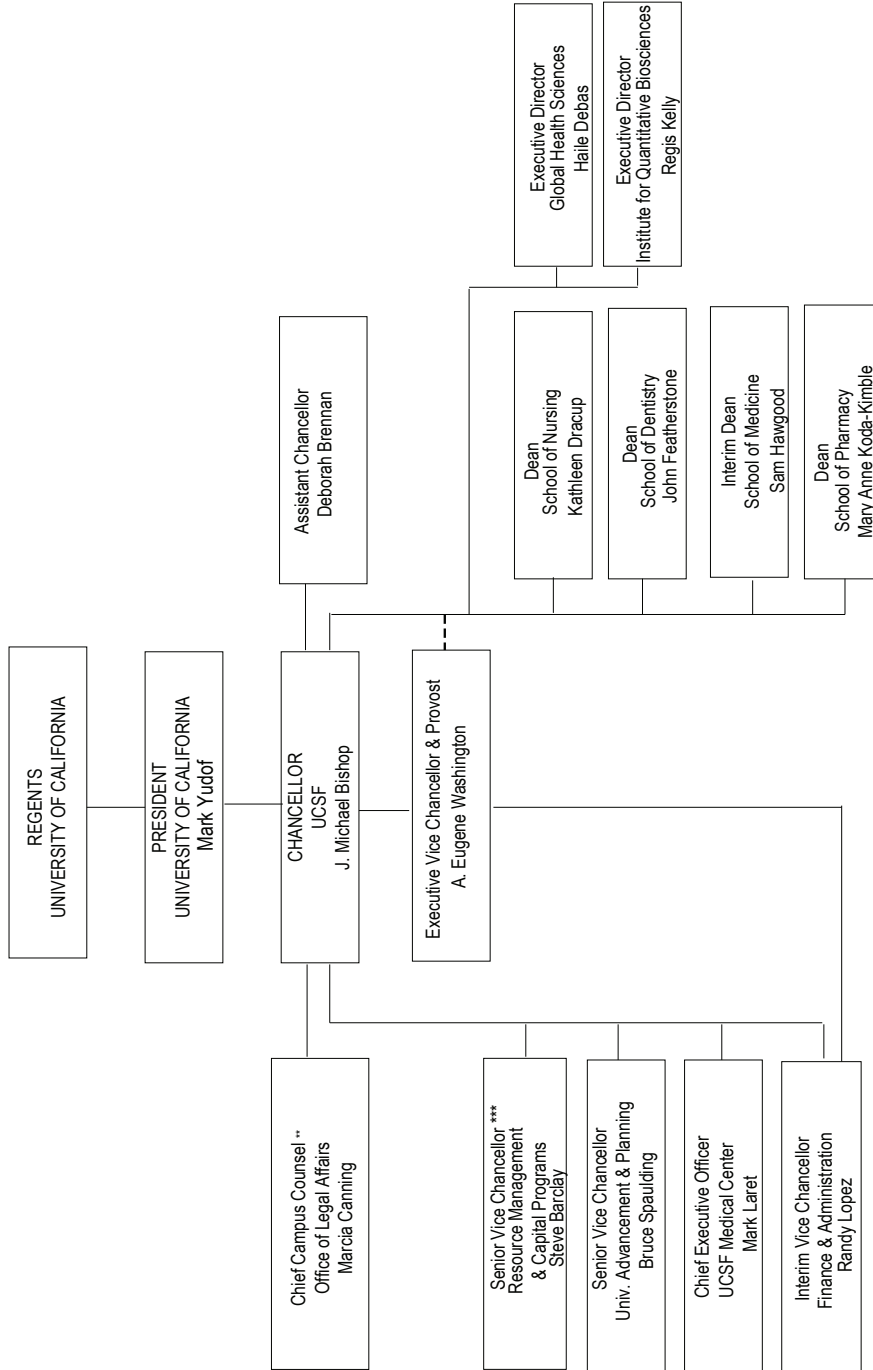 REGENTS
UNIVERSITY OF CALIFORNIA
PRESIDENT
UNIVERSITY OF CALIFORNIA
Mark Yudof
CHANCELLOR
UCSF
J. Michael Bishop
Assistant Chancellor
Deborah Brennan
Chief Campus Counsel **
Office of Legal Affairs
Marcia Canning
Executive Vice Chancellor & Provost
A. Eugene Washington
Senior Vice Chancellor ***
Resource Management
& Capital Programs
Steve Barclay
Senior Vice Chancellor
Univ. Advancement & Planning
Bruce Spaulding
Chief Executive Officer
UCSF Medical Center
Mark Laret
Interim Vice Chancellor
Finance & Administration
Randy Lopez
Dean
School of Nursing
Kathleen Dracup
Dean
School of Dentistry
John Featherstone
Interim Dean
School of Medicine
Sam Hawgood
Dean
School of Pharmacy
Mary Anne Koda-Kimble
Executive Director
Global Health Sciences
Haile Debas
Executive Director
Institute for Quantitative Biosciences
Regis Kelly